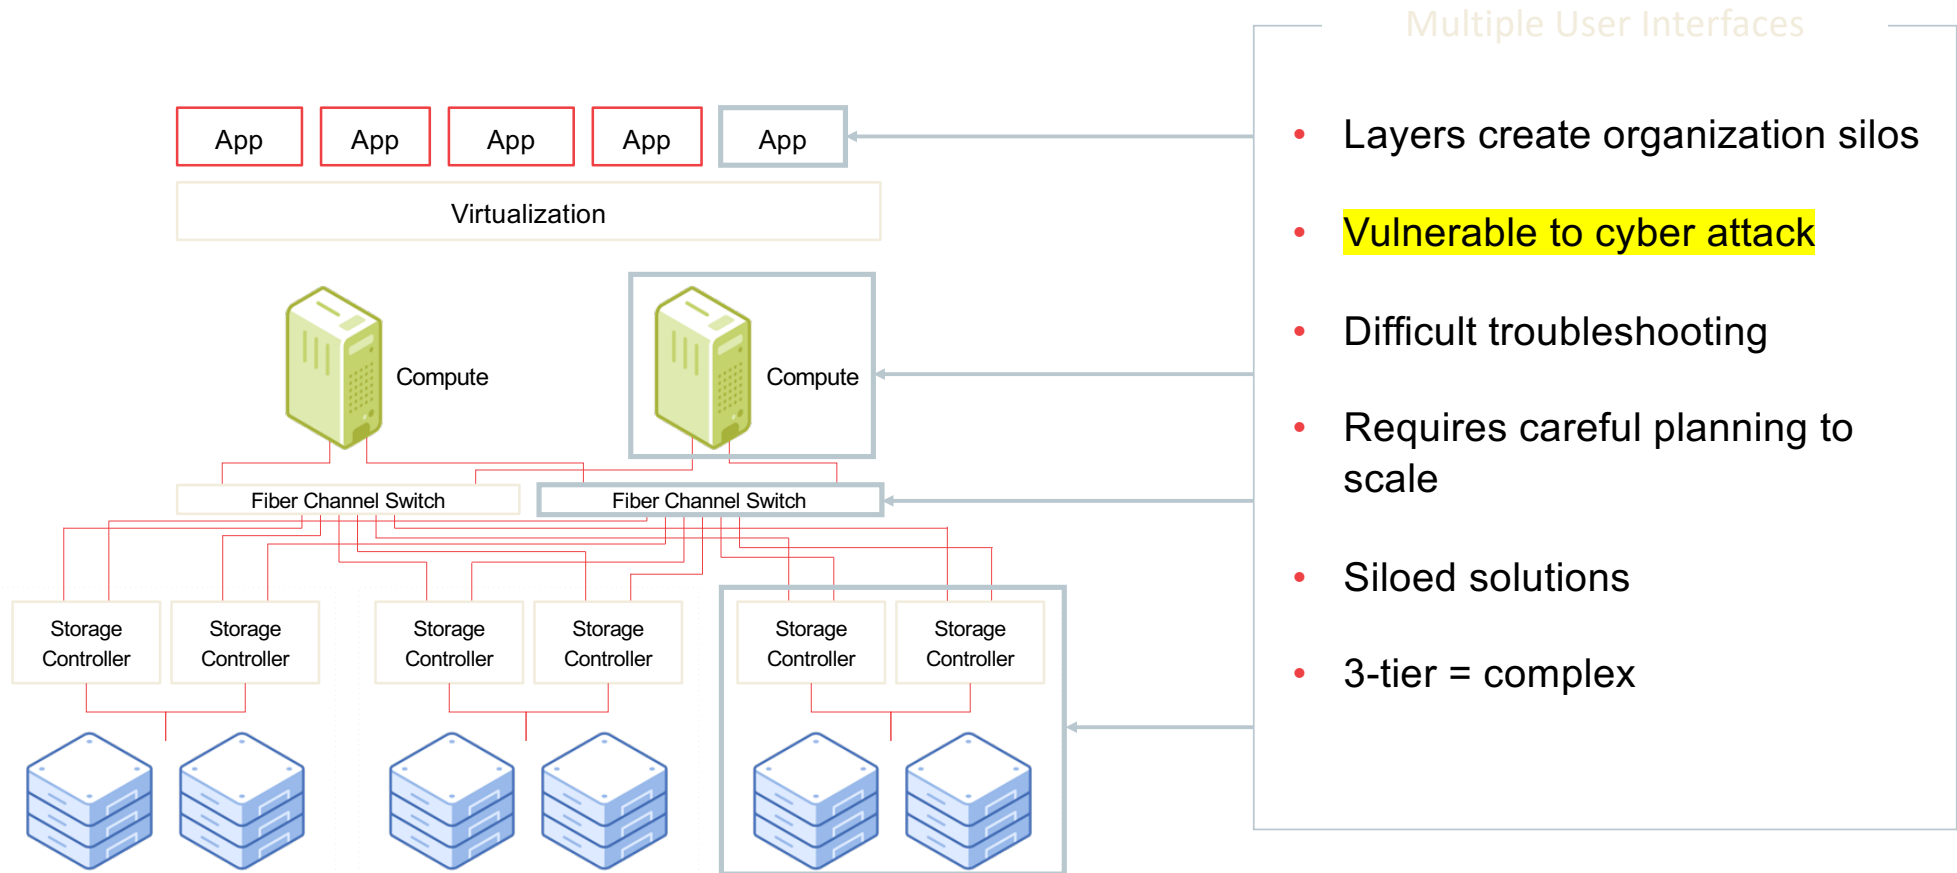 Multiple User Interfaces
App App App App App
Virtualization
Compute Compute
Fiber Channel Switch Fiber Channel Switch
Storage Controller
Storage Controller
Storage Controller
Storage Controller
Storage Controller
Storage Controller
• Layers create organization silos
• Vulnerable to cyber attack
• Difficult troubleshooting
• Requires careful planning to
scale
• Siloed solutions
• 3-tier = complex